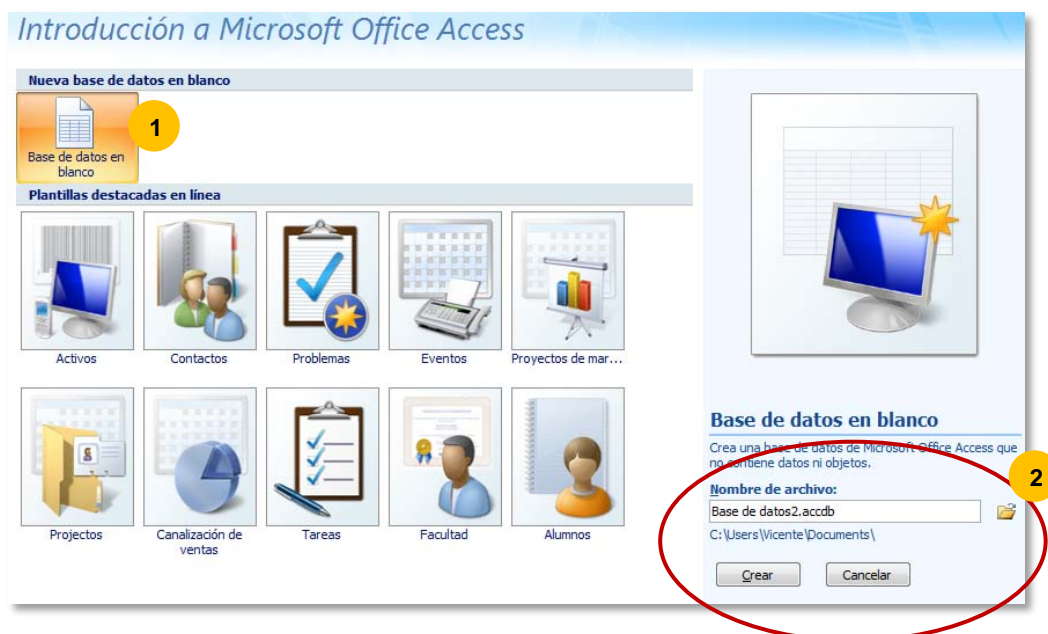 Introducción a Microsoft Office Access
Nueva base de datos en blanco
1
Base de datos en
blanco
Plantillas destacadas en línea
Activos
Contactos
Problemas
Eventos
Proyectos de mar...
Projectos
Canalización de
ventas
Tareas
Facultad
Alumnos
Base de datos en blanco
Crea una base de datos de Microsoft Office Access que
no contiene datos ni objetos.
2
Nombre de archivo:
Base de datos2.accdb
C:\Users\Vicente\Documents\
Crear
Cancelar